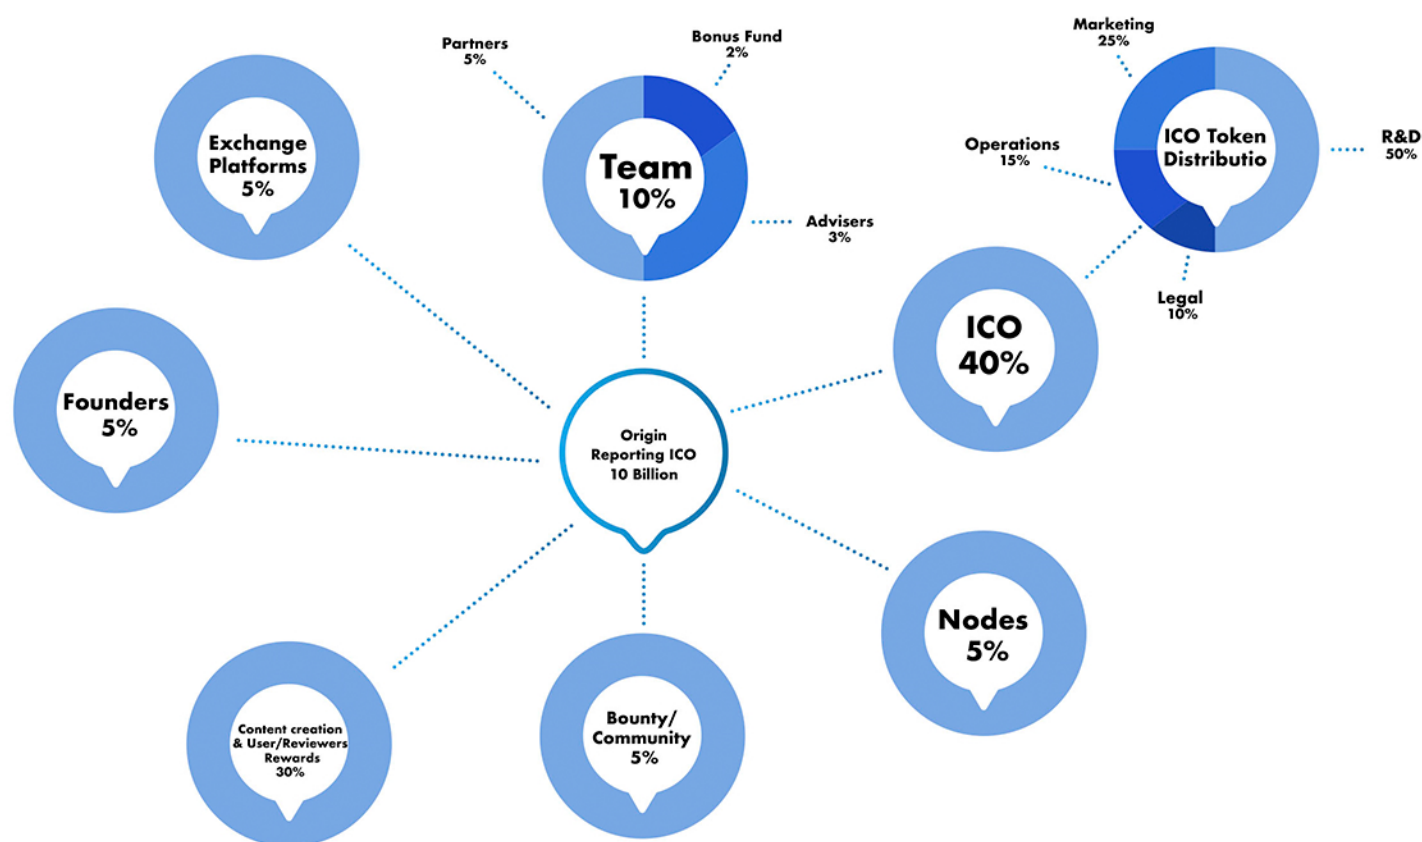 Marketing
25%
Partners
5%
Bonus Fund
2%
Exchange
Platforms
5%
Team
10%
Advisers
3%
Operations
15%
ICO Token
Distributio
R&D
50%
Legal
10%
ICO
40%
Founders
5%
Origin
Reporting ICO
10 Billion
Nodes
5%
Content creation
& User/Reviewers
Rewards
30%
Bounty/
Community
5%